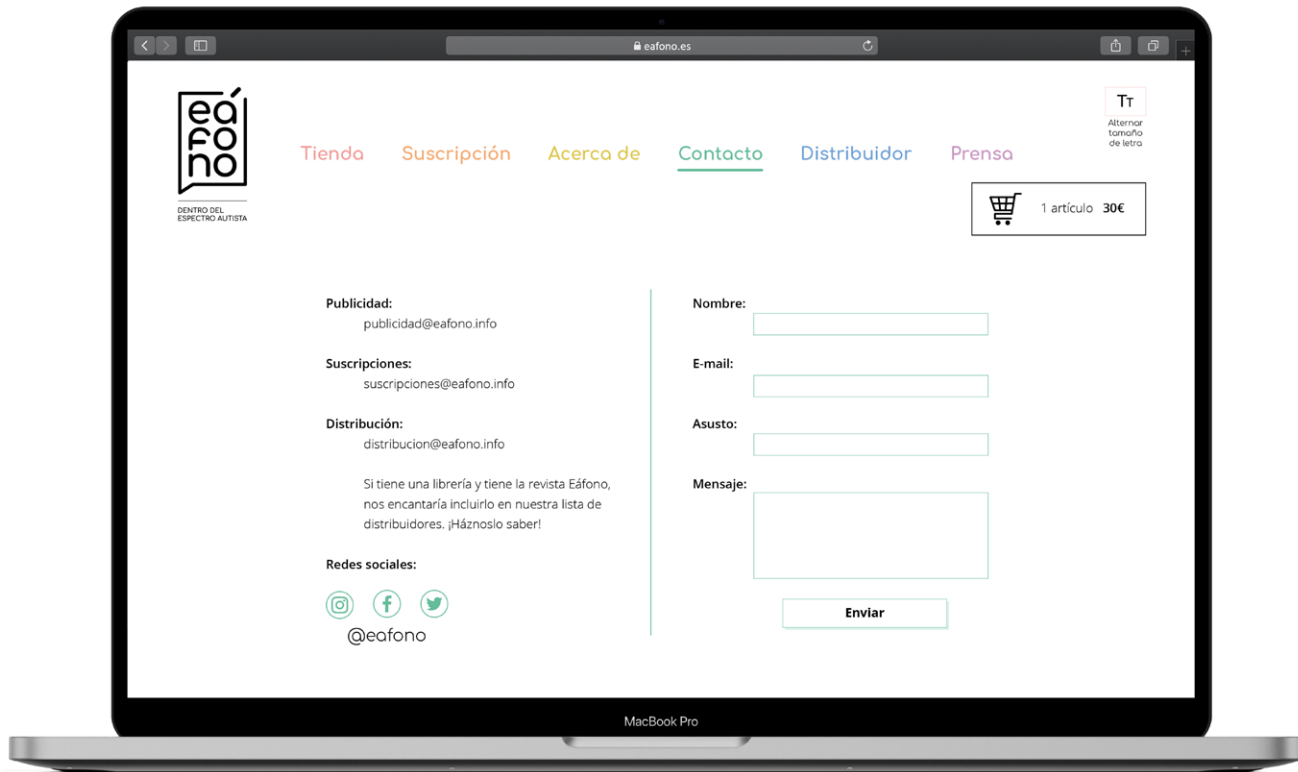 eafono.es
eá
fo
no
DENTRO DEL
ESPECTRO AUTISTA
Tienda Suscripción Acerca de Contacto Distribuidor Prensa
TT
Alternar
tamaño
de letra
1 artículo 30€
Publicidad:
publicidad@eafono.info
Suscripciones:
suscripciones@eafono.info
Distribución:
distribucion@eafono.info
Si tiene una librería y tiene la revista Eáfono,
nos encantaría incluirlo en nuestra lista de
distribuidores. ¡Háznoslo saber!
Redes sociales:
@eafono
Nombre:
E-mail:
Asusto:
Mensaje:
Enviar
MacBook Pro